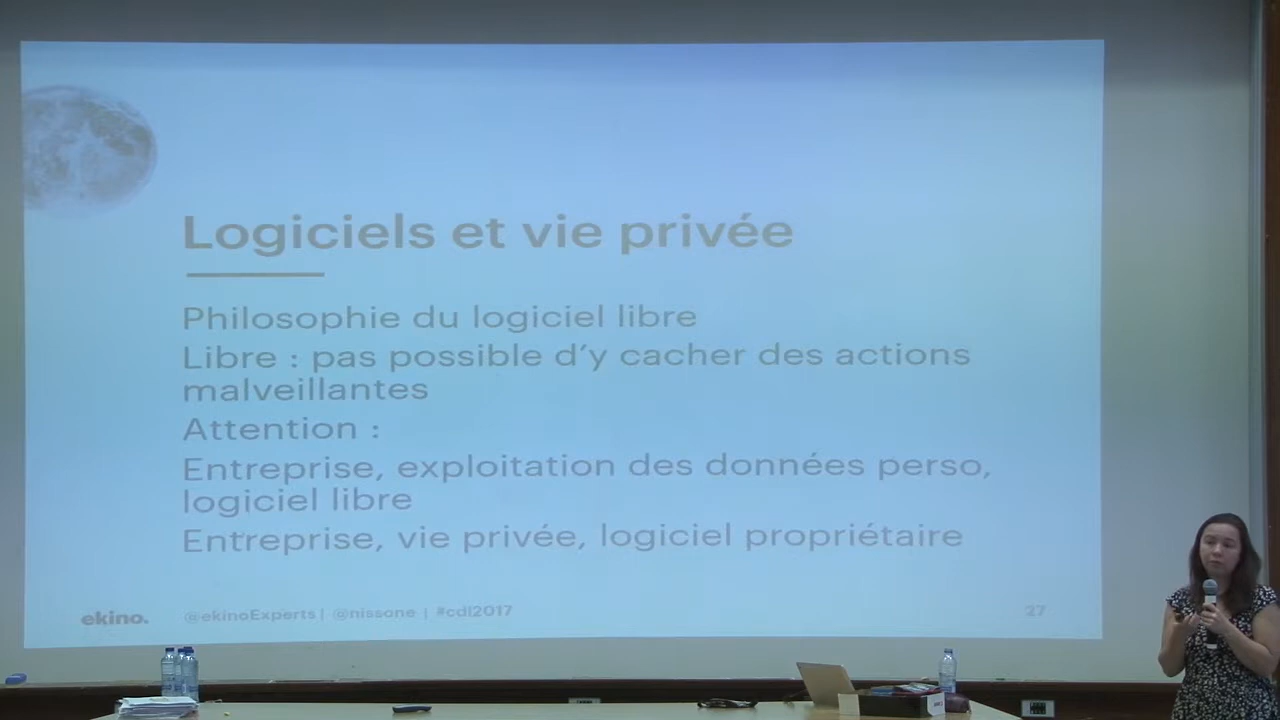 Logiciels et vie privée
Philosophie du logiciel libre
Libre : pas possible d'y cacher des actions
malveillantes
Attention :
Entreprise, exploitation des données perso,
logiciel libre
Entreprise, vie privée, logiciel propriétaire
ekino. @ekinoExperts | @nissone | #cdl2017 27